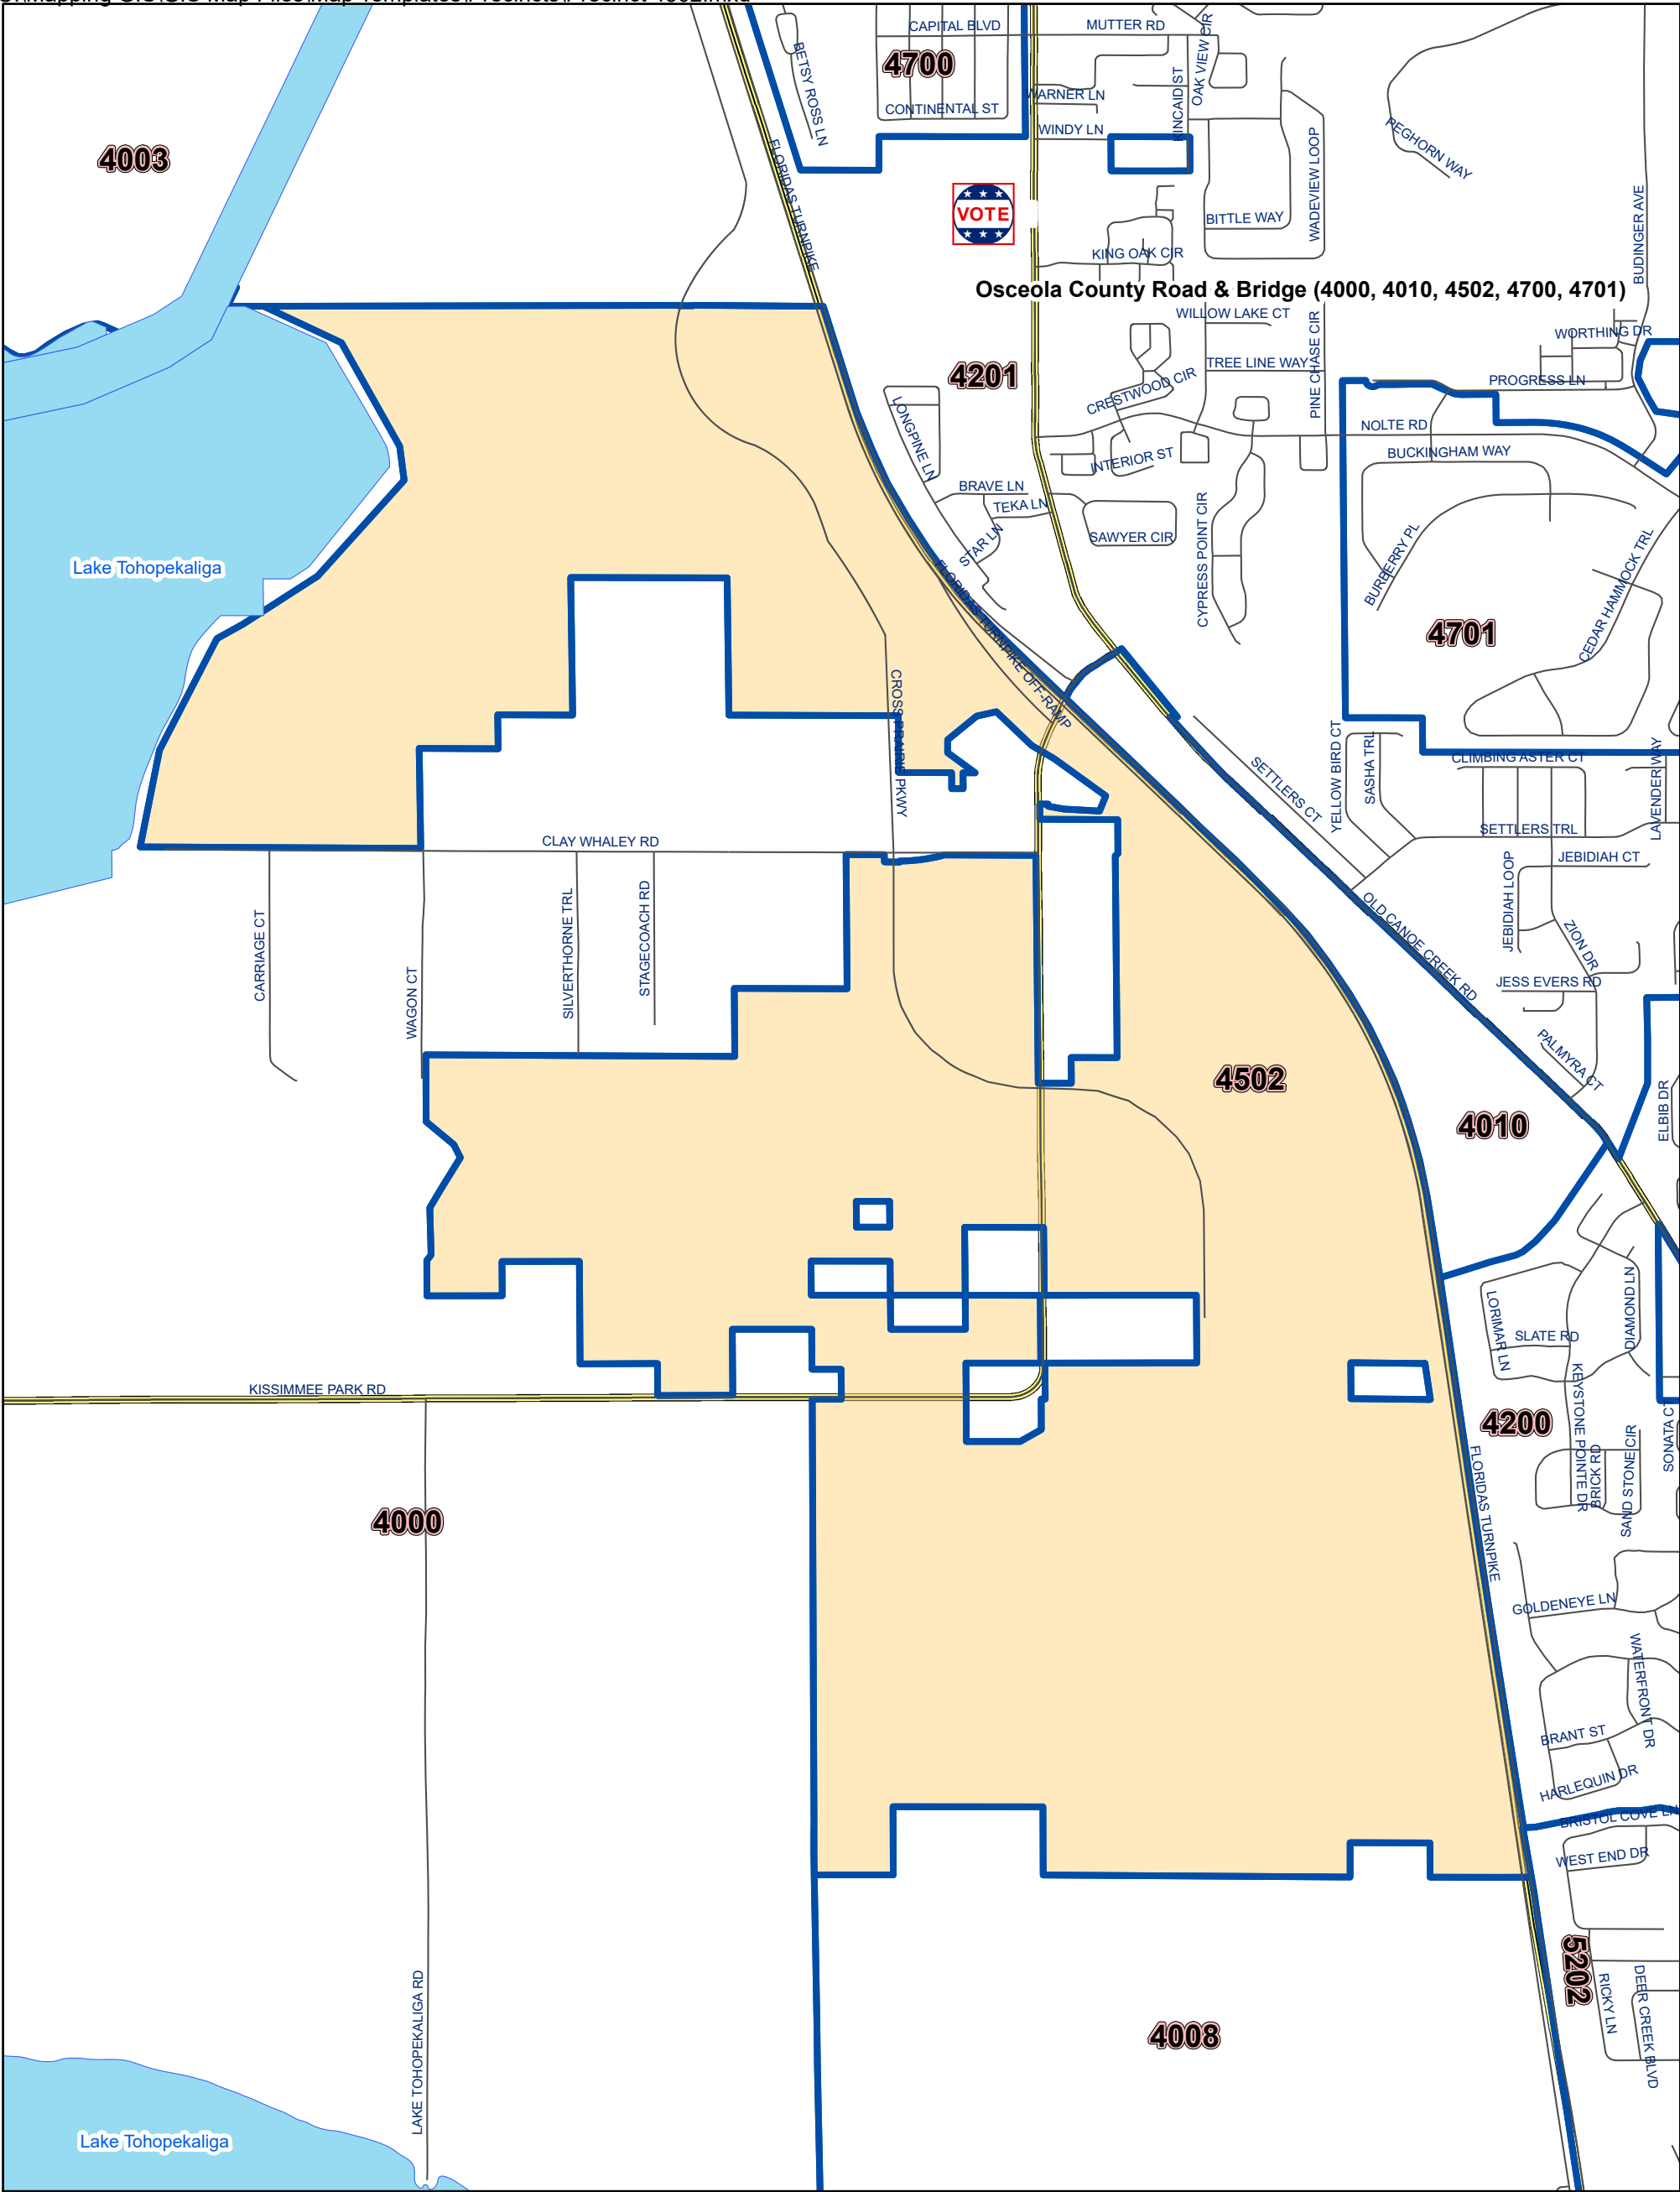 CAPITAL BLVD
MUTTER RD
4700
BETSY ROSS LN
OAK VIEW CIR
KINCAID ST
WARNER LN
CONTINENTAL ST
WINDY LN
PEGHORN WAY
4003
FLORIDAS TURNPIKE
WADEVIEW LOOP
VOTE
BITTLE WAY
BUDINGER AVE
KING OAK CIR
Osceola County Road & Bridge (4000, 4010, 4502, 4700, 4701)
WILLOW LAKE CT
WORTHING DR
PINE CHASE CIR
TREE LINE WAY
4201
CRESTWOOD CIR
PROGRESS LN
LONGPINE LN
NOLTE RD
INTERIOR ST
BUCKINGHAM WAY
BRAVE LN
TEKA LN
SAWYER CIR
STAR LN
CYPRESS POINT CIR
BURBERRY PL
CEDAR HAMMOCK TRL
Lake Tohopekaliga
FLORIDAS TURNPIKE OFF-RAMP
4701
CROSS PRAIRIE PKWY
SETTLERS CT
YELLOW BIRD CT
SASHA TRL
CLIMBING ASTER CT
LAVENDER WAY
SETTLERS TRL
CLAY WHALEY RD
JEBIDIAH CT
JEBIDIAH LOOP
CARRIAGE CT
WAGON CT
SILVERTHORNE TRL
STAGECOACH RD
OLD CANOE CREEK RD
ZION DR
JESS EVERS RD
PALMYRA CT
4502
4010
ELBIB DR
LORIMAR LN
DIAMOND LN
SLATE RD
KISSIMMEE PARK RD
KEYSTONE POINTE DR
4200
BRICK RD
SAND STONE CIR
SONATA CT
FLORIDAS TURNPIKE
4000
GOLDENEYE LN
WATERFRONT DR
BRANT ST
HARLEQUIN DR
BRISTOL COVE LN
WEST END DR
5202
RICKY LN
DEER CREEK BLVD
LAKE TOHOPEKALIGA RD
4008
Lake Tohopekaliga